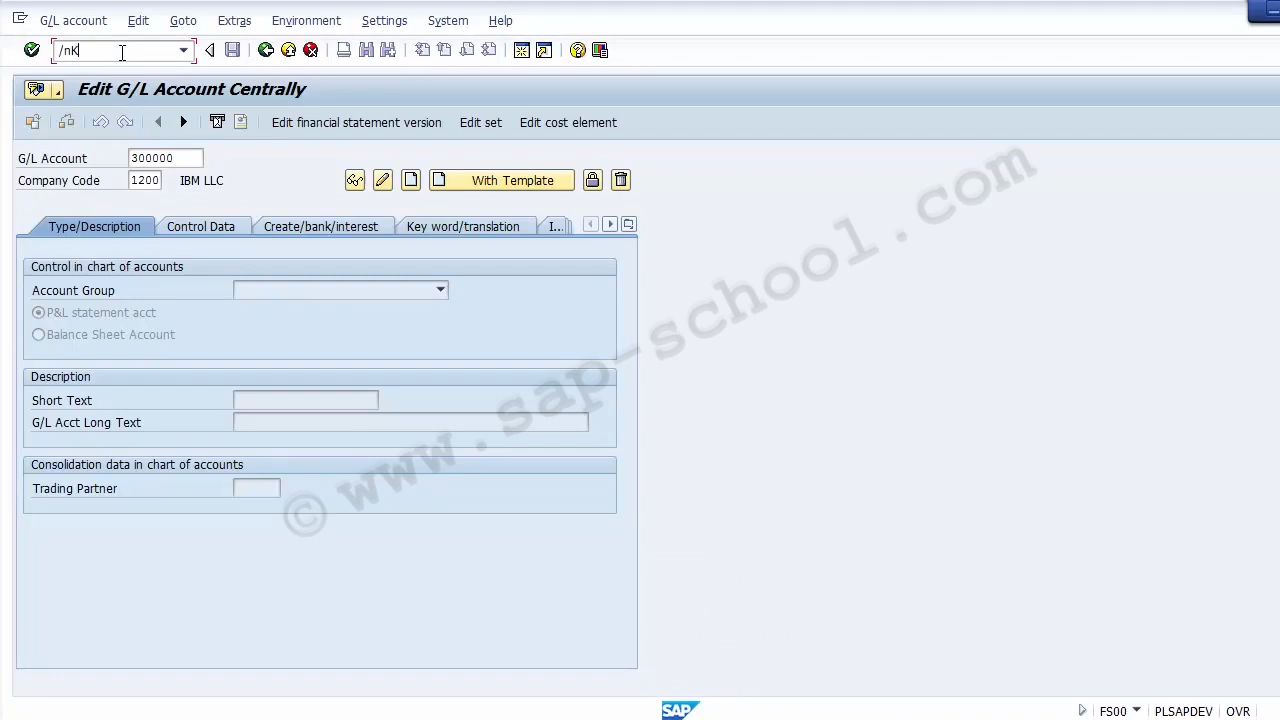 G/L account Edit Goto Extras Environment Settings System Help
/nK
Edit G/L Account Centrally
Edit financial statement version Edit set Edit cost element
G/L Account 300000
Company Code 1200 IBM LLC
With Template
Type/Description Control Data Create/bank/interest Key word/translation I...
Control in chart of accounts
Account Group
P&L statement acct
Balance Sheet Account
Description
Short Text
G/L Acct Long Text
Consolidation data in chart of accounts
Trading Partner
© www.sap-school.com
SAP
FS00 PLSAPDEV OVR